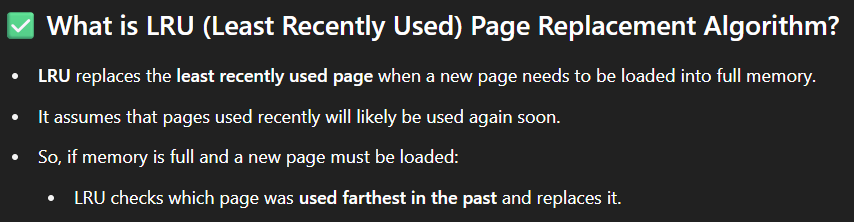 ✅ What is LRU (Least Recently Used) Page Replacement Algorithm?
• LRU replaces the least recently used page when a new page needs to be loaded into full memory.
• It assumes that pages used recently will likely be used again soon.
• So, if memory is full and a new page must be loaded:
• LRU checks which page was used farthest in the past and replaces it.